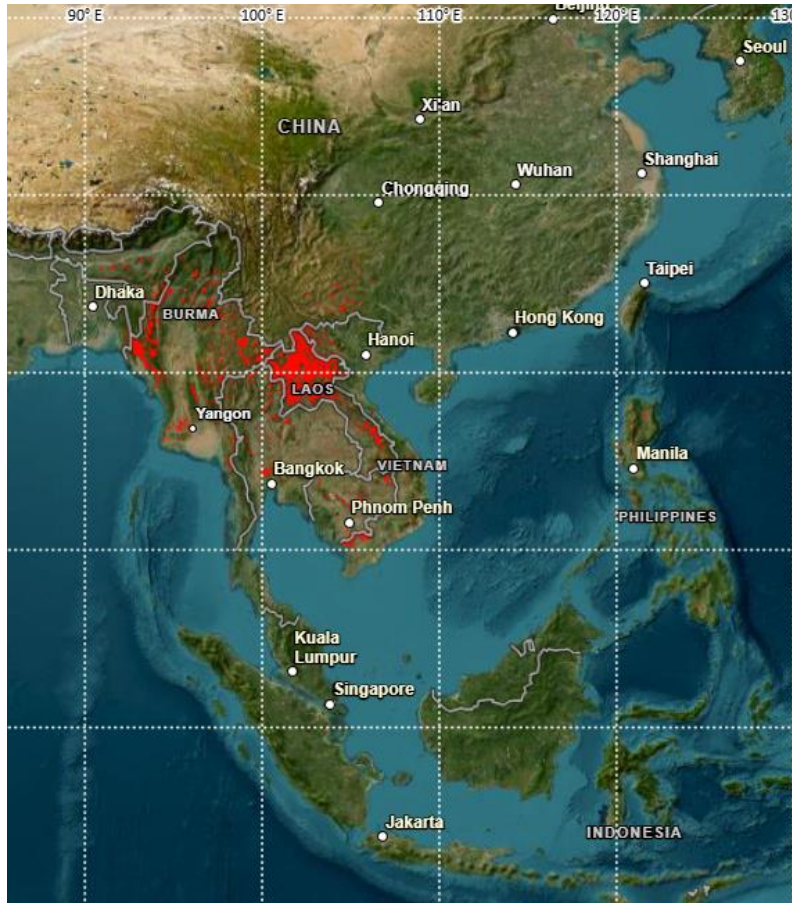 90° E
100° E
110° E
120° E
130
Beijing
Seoul
Xi'an
CHINA
Wuhan
Shanghai
Chongqing
Taipei
Dhaka
BURMA
Hong Kong
Hanoi
LAOS
Yangon
Manila
Bangkok
VIETNAM
Phnom Penh
PHILIPPINES
Kuala
Lumpur
Singapore
Jakarta
INDONESIA